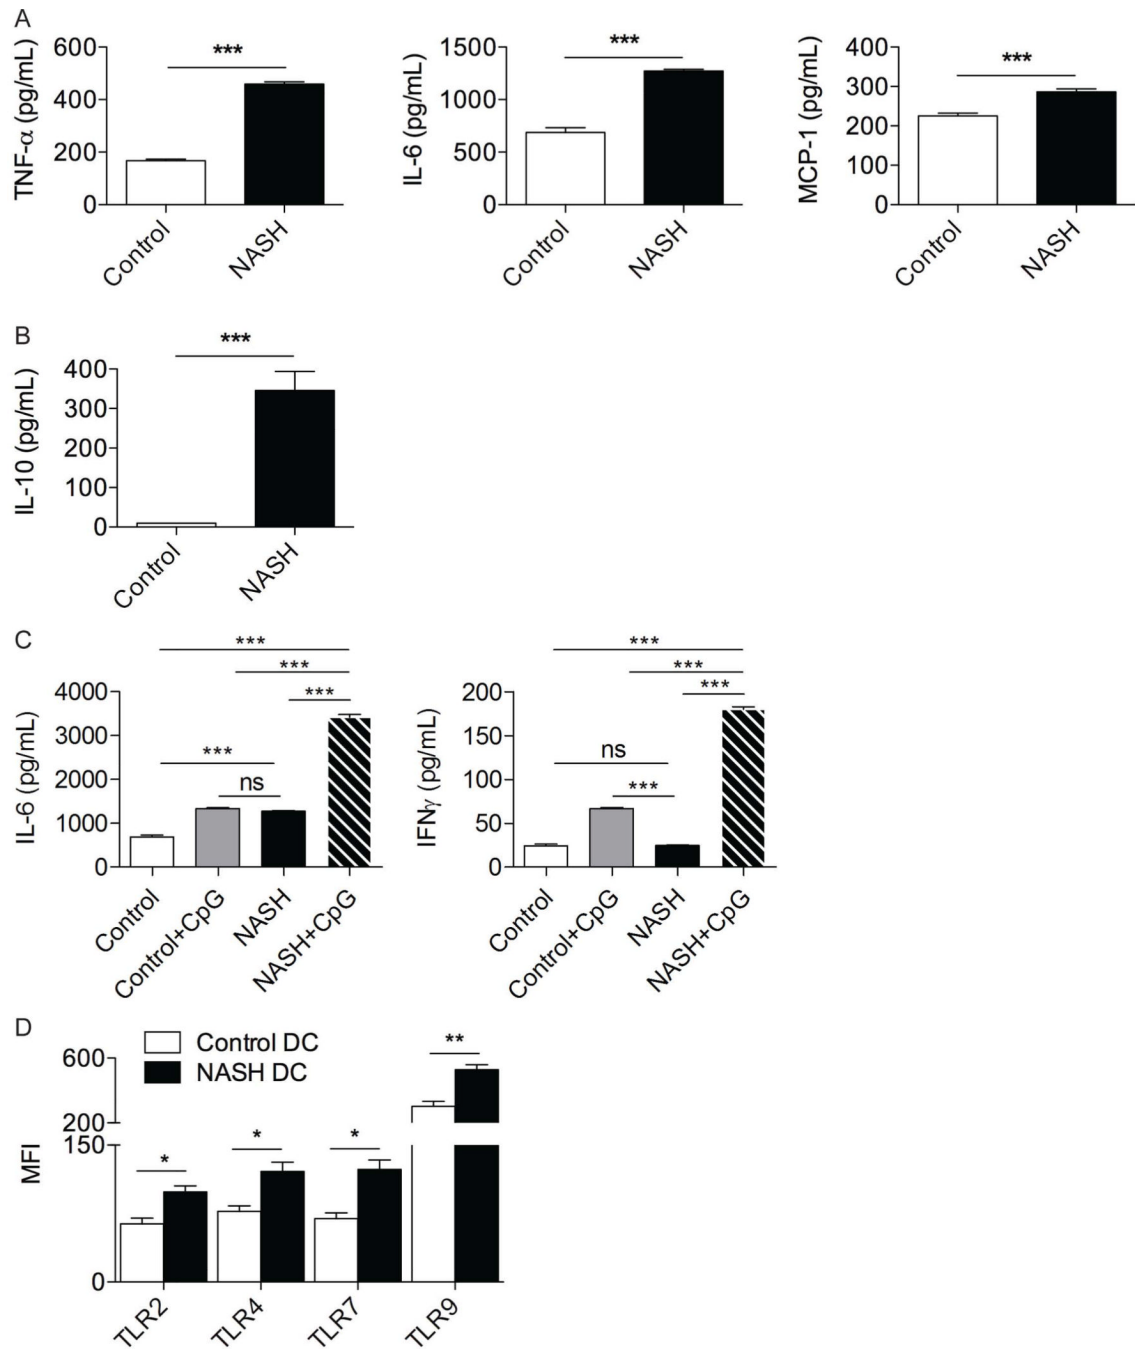 A
TNF-α (pg/mL)
600
400
200
0
***
Control
NASH
IL-6 (pg/mL)
1500
1000
500
0
***
Control
NASH
MCP-1 (pg/mL)
400
300
200
100
0
***
Control
NASH
B
IL-10 (pg/mL)
400
300
200
100
0
***
Control
NASH
C
IL-6 (pg/mL)
4000
3000
2000
1000
0
***
***
***
***
ns
Control
Control+CpG
NASH
NASH+CpG
IFNγ (pg/mL)
200
150
100
50
0
***
***
***
ns
***
Control
Control+CpG
NASH
NASH+CpG
D
Control DC
NASH DC
MFI
600
200
150
0
*
*
*
**
TLR2
TLR4
TLR7
TLR9